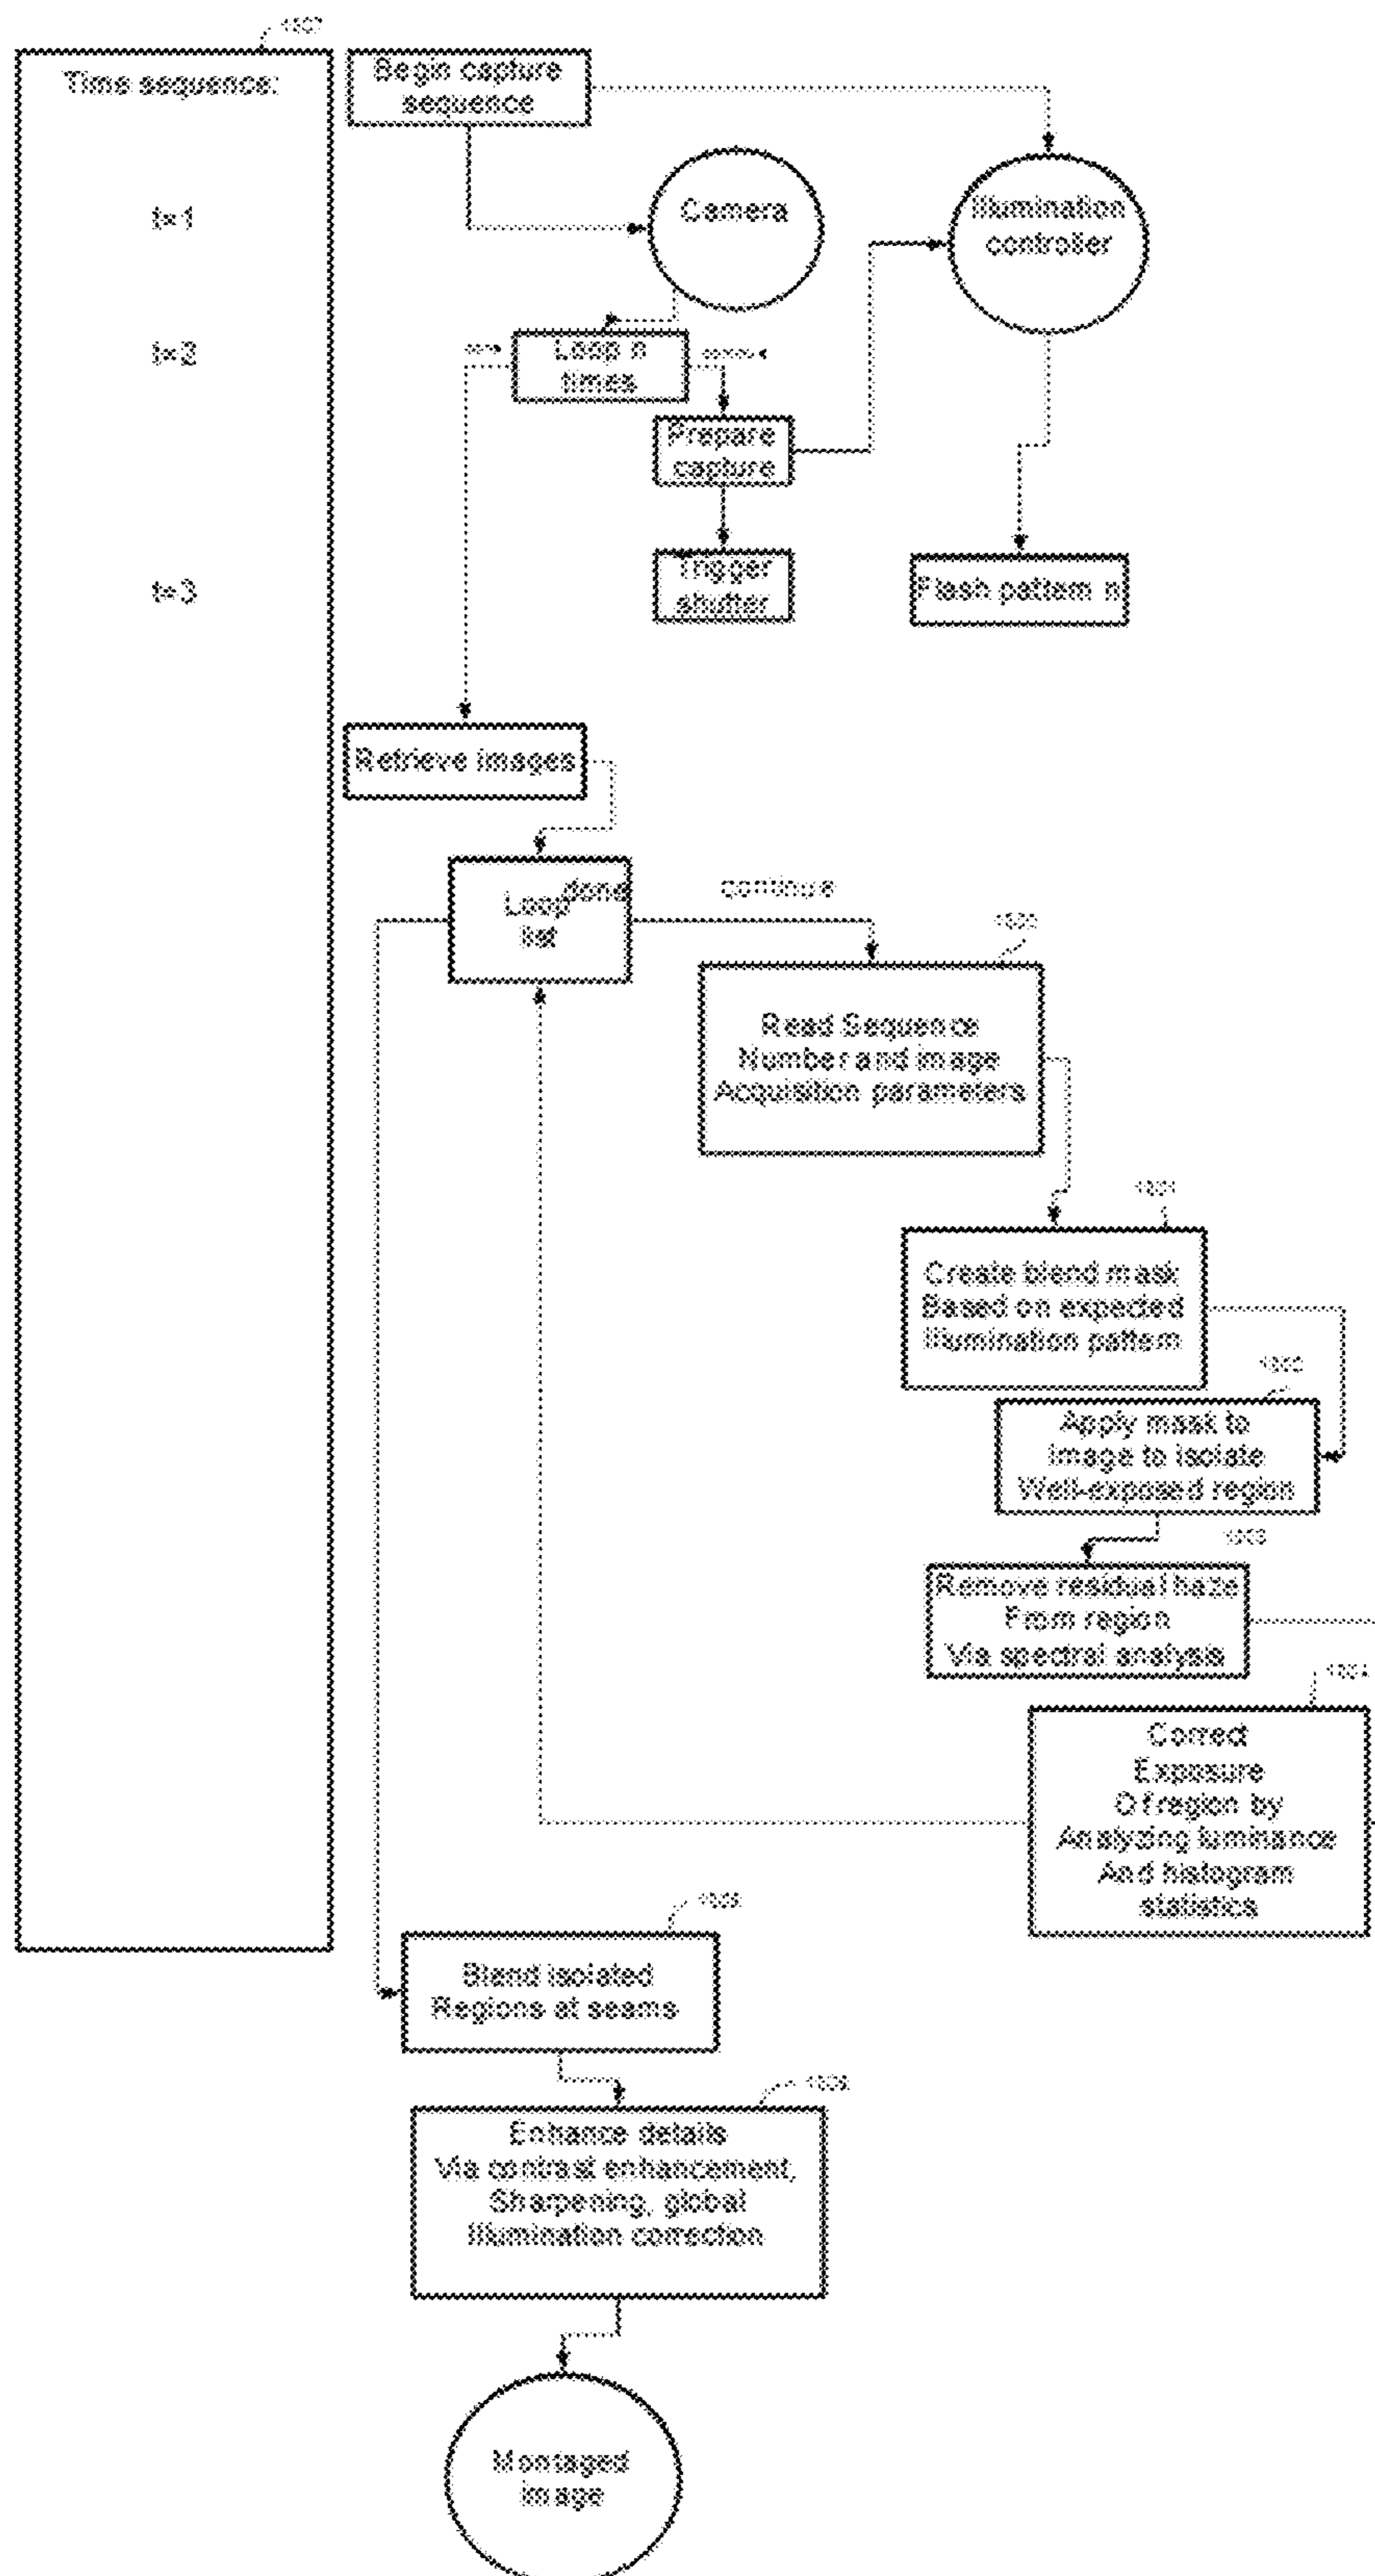 Time sequence:
Begin capture
sequence
t=1
Camera
Illumination
controller
t=2
Loop n
times
Prepare
capture
t=3
Trigger
shutter
Flash pattern n
Retrieve images
done
Loop
list
continue
Read Sequence
Number and image
Acquisition parameters
Create blend mask
Based on expected
Illumination pattern
Apply mask to
Image to isolate
Well-exposed region
Remove residual haze
From region
Via spectral analysis
Correct
Exposure
Of region by
Analyzing luminance
And histogram
statistics
Blend isolated
Regions at seams
Enhance details
Via contrast enhancement,
Sharpening, global
Illumination correction
Montaged
image